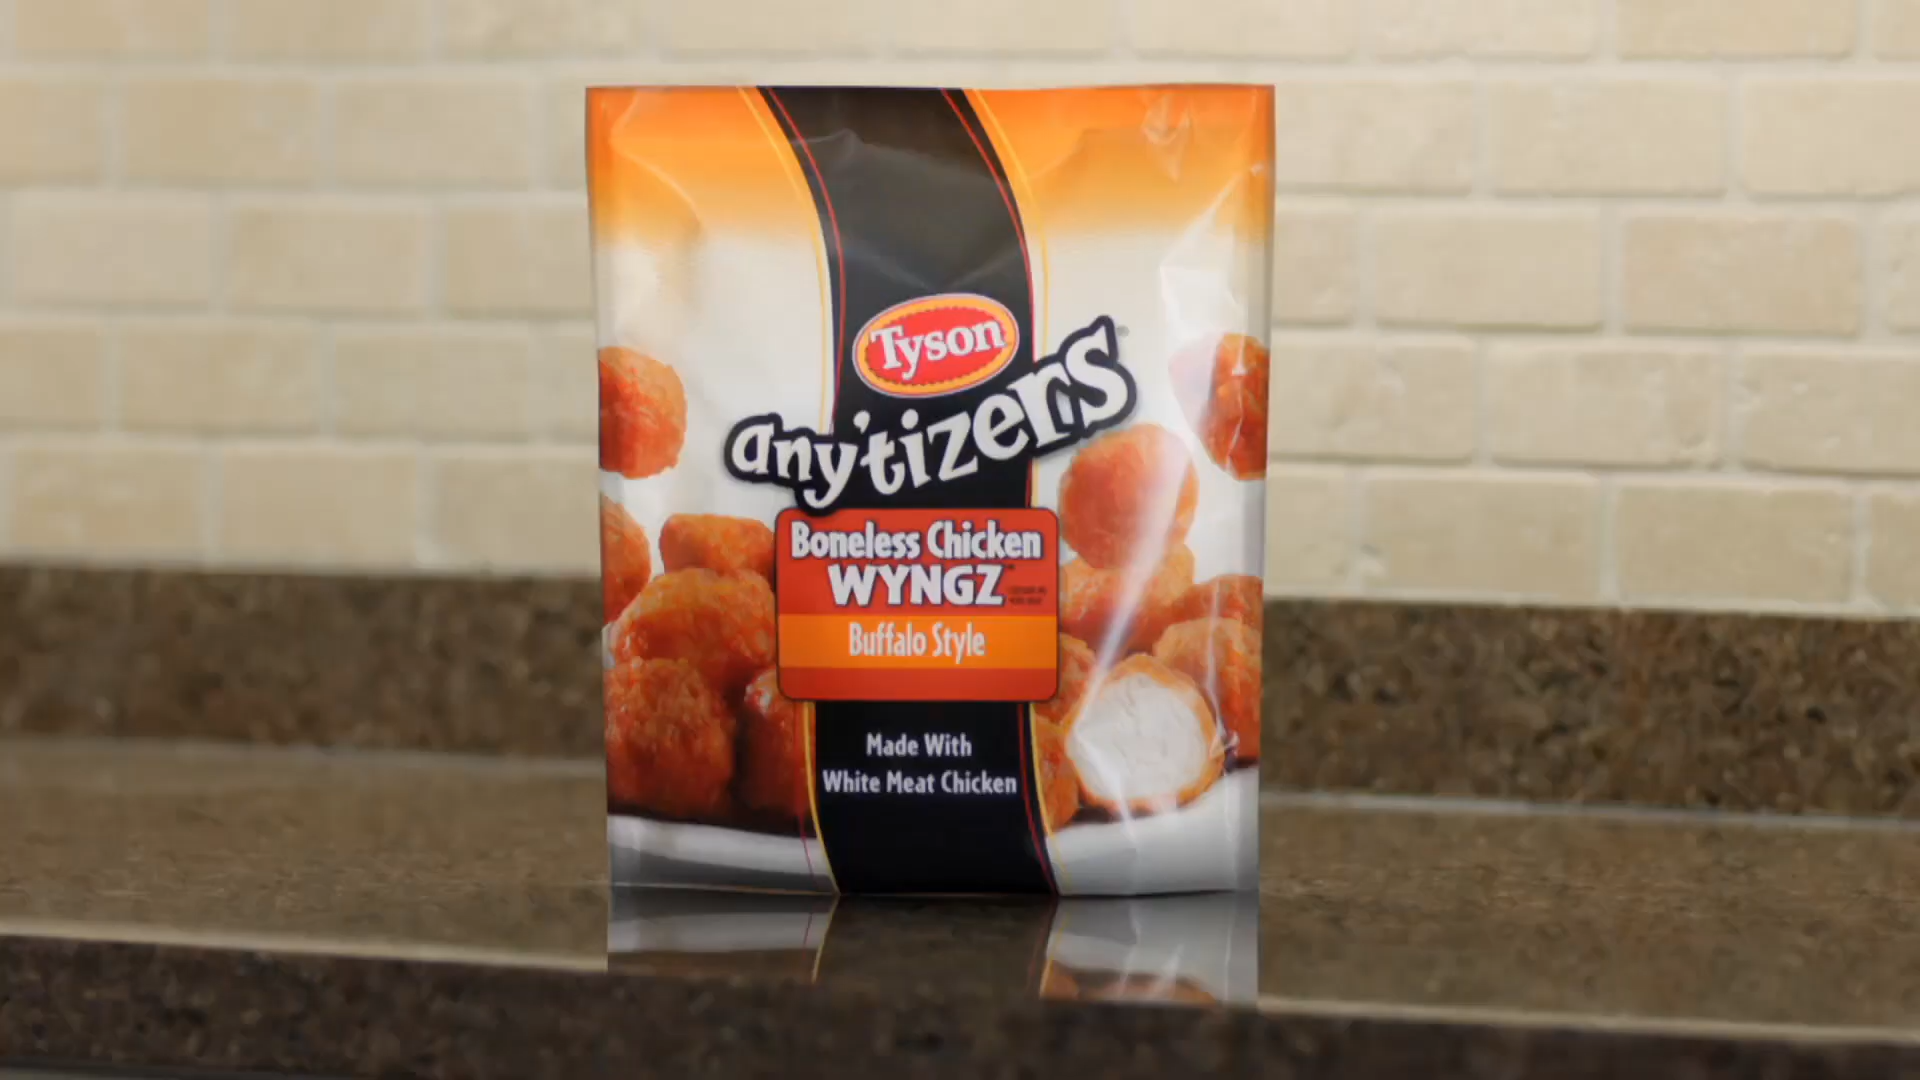 Tyson
any'tizers
Boneless Chicken
WYNGZ
Buffalo Style
Made With
White Meat Chicken